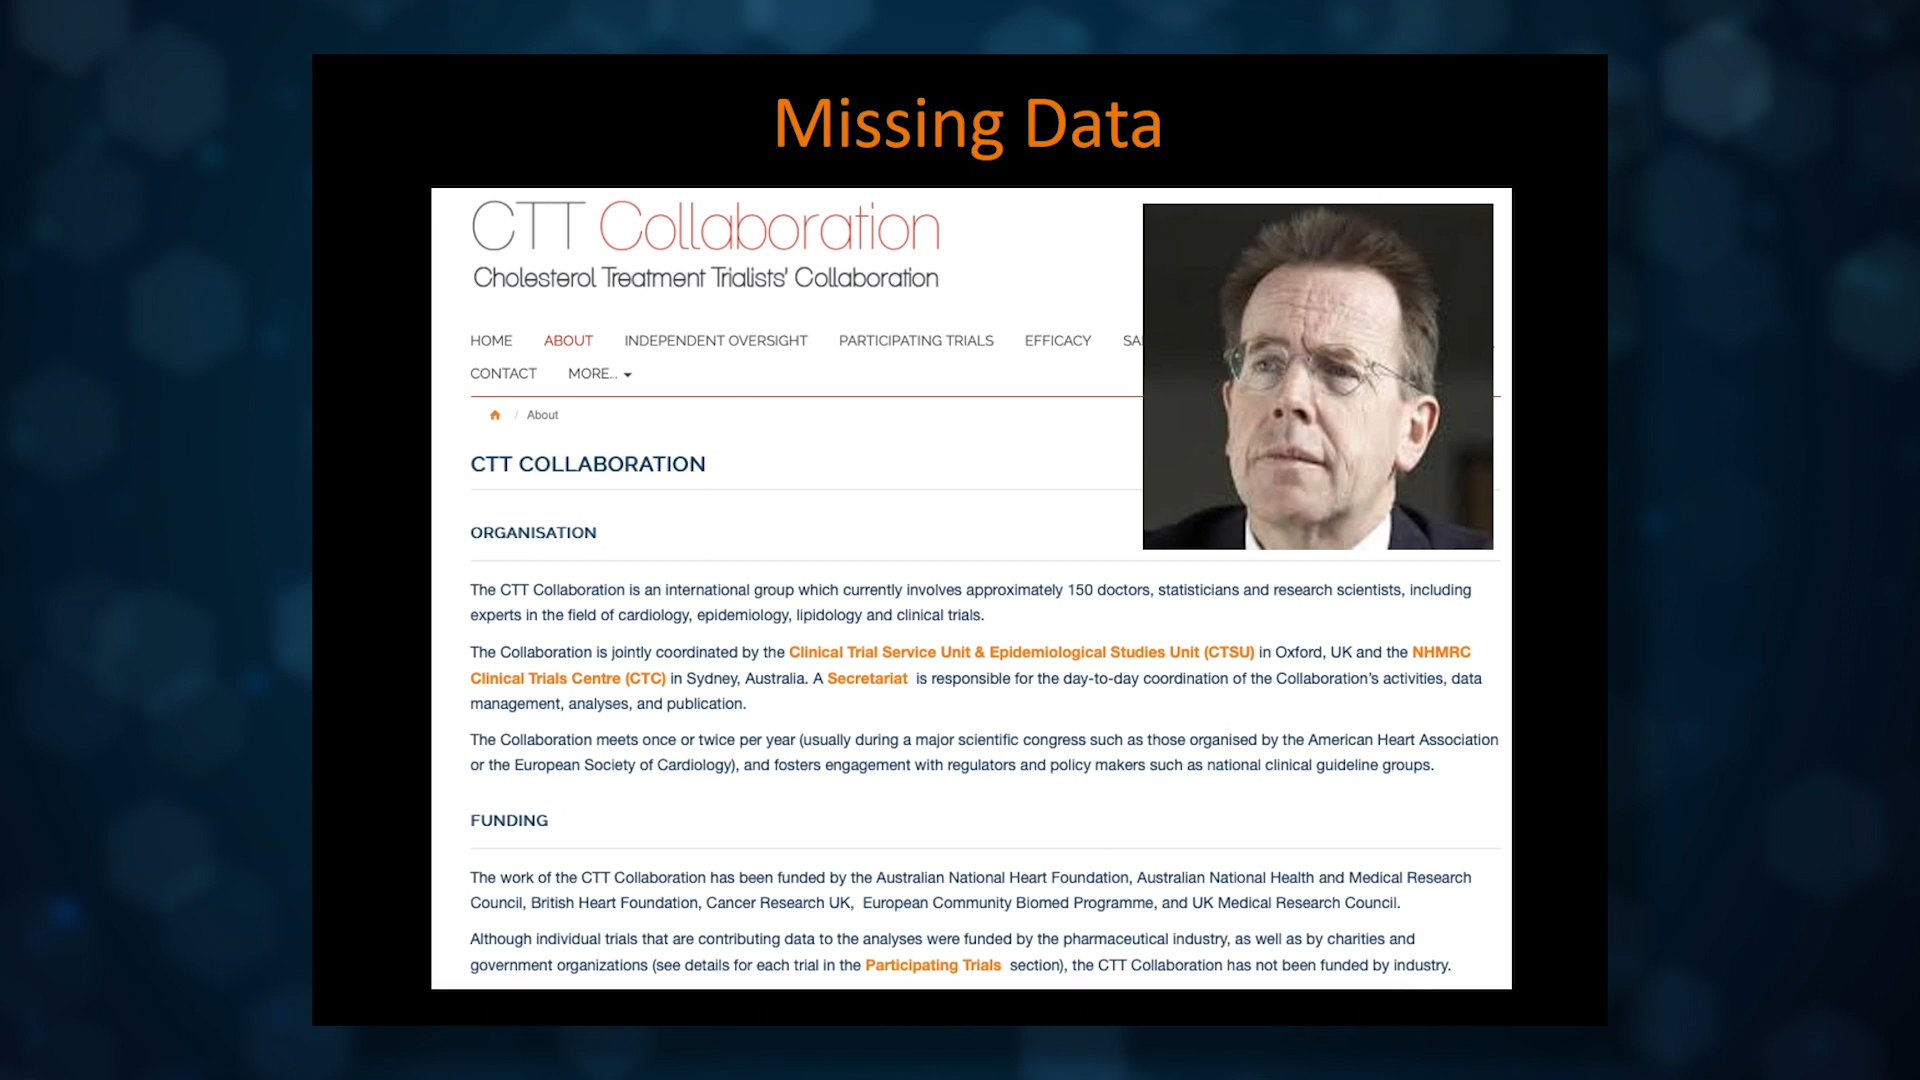 Missing Data
CTT Collaboration
Cholesterol Treatment Trialists' Collaboration
HOME ABOUT INDEPENDENT OVERSIGHT PARTICIPATING TRIALS EFFICACY
CONTACT MORE...
/ About
CTT COLLABORATION
ORGANISATION
The CTT Collaboration is an international group which currently involves approximately 150 doctors, statisticians and research scientists, including
experts in the field of cardiology, epidemiology, lipidology and clinical trials.
The Collaboration is jointly coordinated by the Clinical Trial Service Unit & Epidemiological Studies Unit (CTSU) in Oxford, UK and the NHMRC
Clinical Trials Centre (CTC) in Sydney, Australia. A Secretariat is responsible for the day-to-day coordination of the Collaboration's activities, data
management, analyses, and publication.
The Collaboration meets once or twice per year (usually during a major scientific congress such as those organised by the American Heart Association
or the European Society of Cardiology), and fosters engagement with regulators and policy makers such as national clinical guideline groups.
FUNDING
The work of the CTT Collaboration has been funded by the Australian National Heart Foundation, Australian National Health and Medical Research
Council, British Heart Foundation, Cancer Research UK, European Community Biomed Programme, and UK Medical Research Council.
Although individual trials that are contributing data to the analyses were funded by the pharmaceutical industry, as well as by charities and
government organizations (see details for each trial in the Participating Trials section), the CTT Collaboration has not been funded by industry.